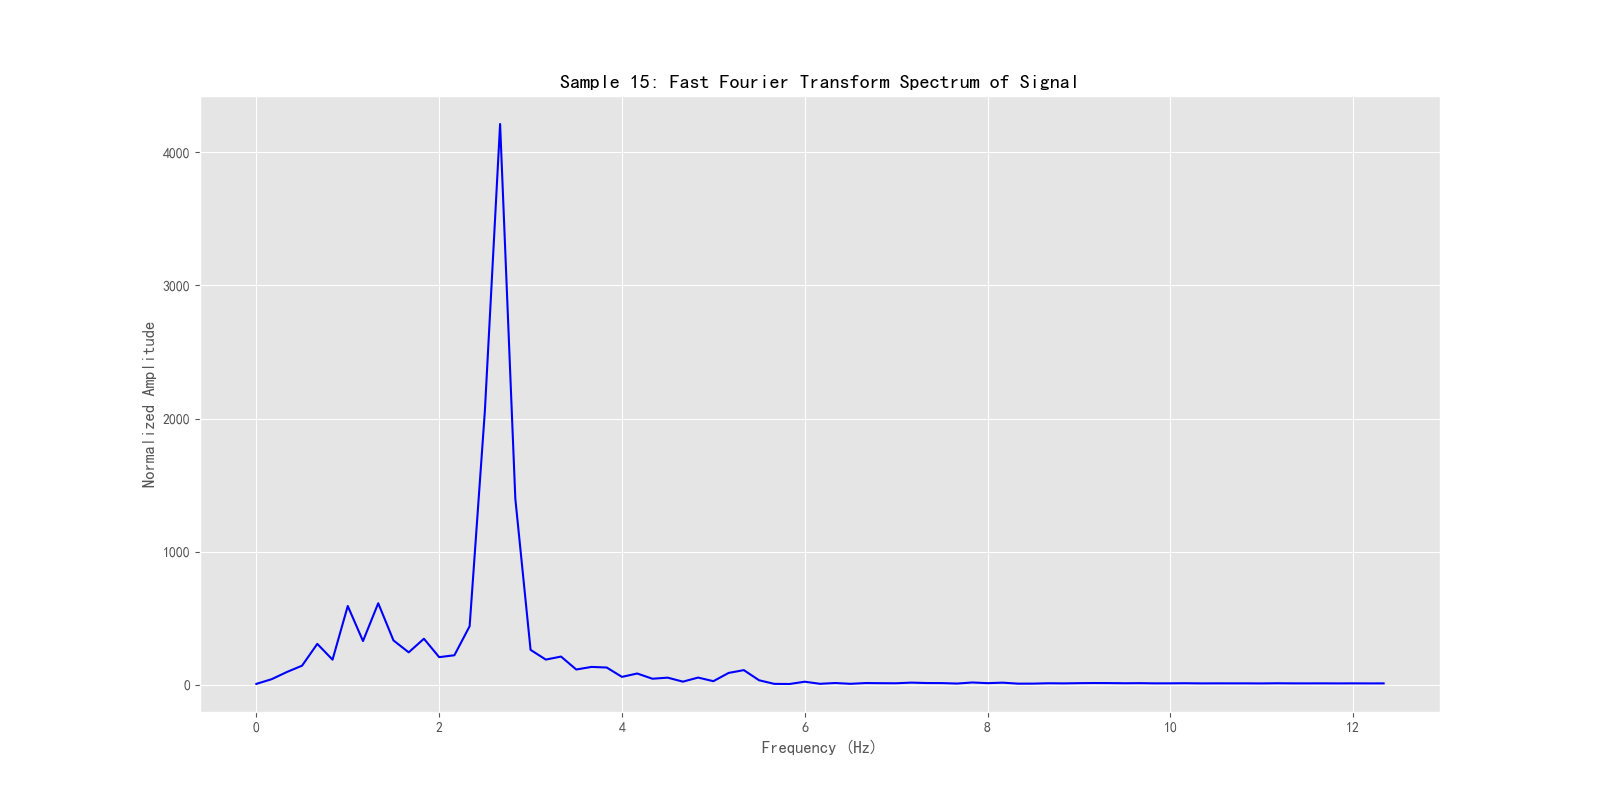 Sample 15: Fast Fourier Transform Spectrum of Signal
4000
3000
2000
1000
0
Normalized Amplitude
0 2 4 6 8 10 12
Frequency (Hz)